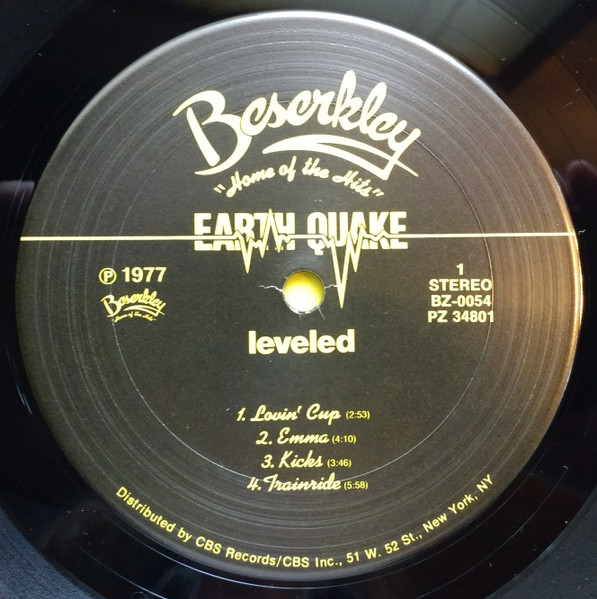 Beserkley
"Home of the Hits"
EARTH QUAKE
℗ 1977
Beserkley
"Home of the Hits"
1
STEREO
BZ-0054
PZ 34801
leveled
1. Lovin' Cup (2:53)
2. Emma (4:10)
3. Kicks (3:46)
4. Trainride (5:58)
Distributed by CBS Records/CBS Inc., 51 W. 52 St., New York, NY